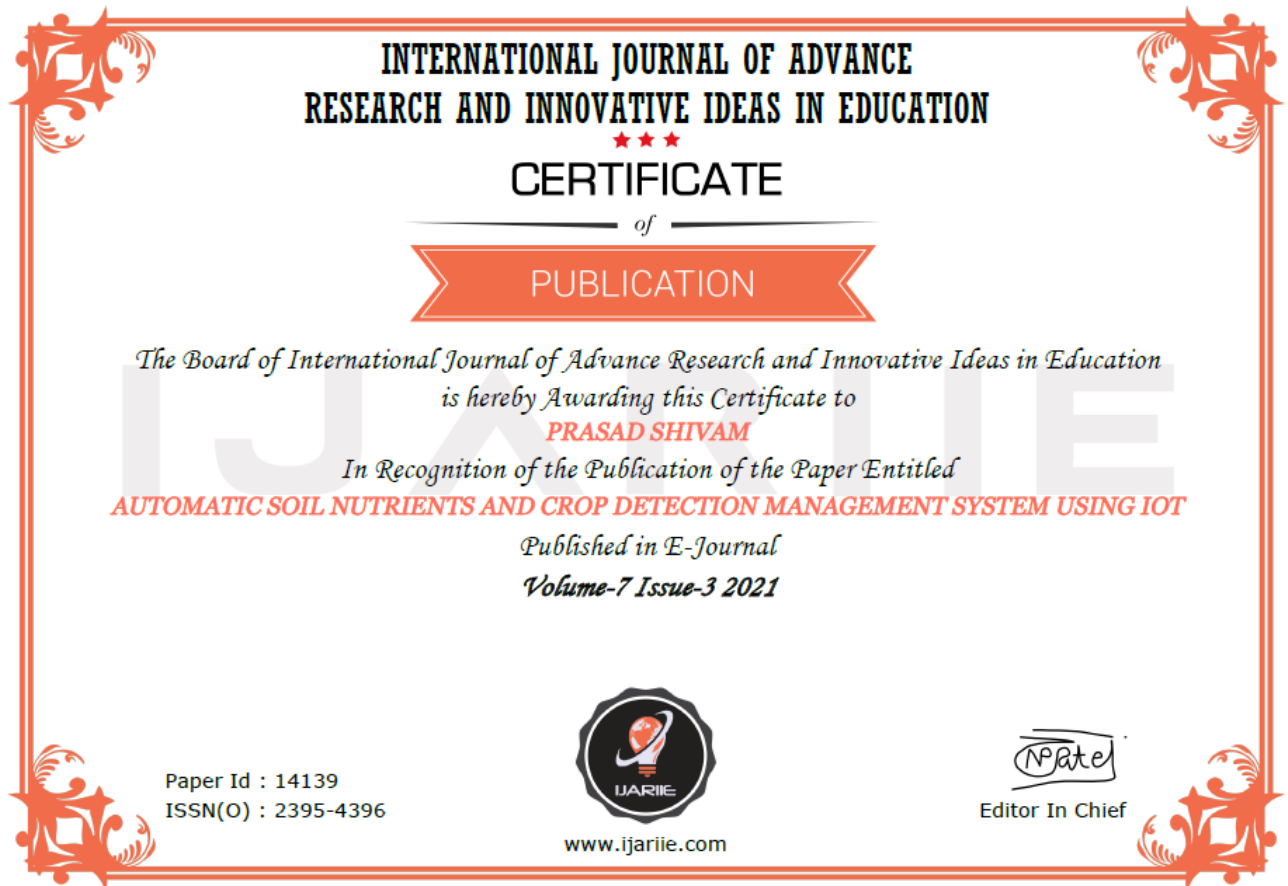 INTERNATIONAL JOURNAL OF ADVANCE
RESEARCH AND INNOVATIVE IDEAS IN EDUCATION
CERTIFICATE
of
PUBLICATION
The Board of International Journal of Advance Research and Innovative Ideas in Education
is hereby Awarding this Certificate to
PRASAD SHIVAM
In Recognition of the Publication of the Paper Entitled
AUTOMATIC SOIL NUTRIENTS AND CROP DETECTION MANAGEMENT SYSTEM USING IOT
Published in E-Journal
Volume-7 Issue-3 2021
IJARIIE
Paper Id : 14139
ISSN(O) : 2395-4396
IJARIIE
www.ijariie.com
Editor In Chief